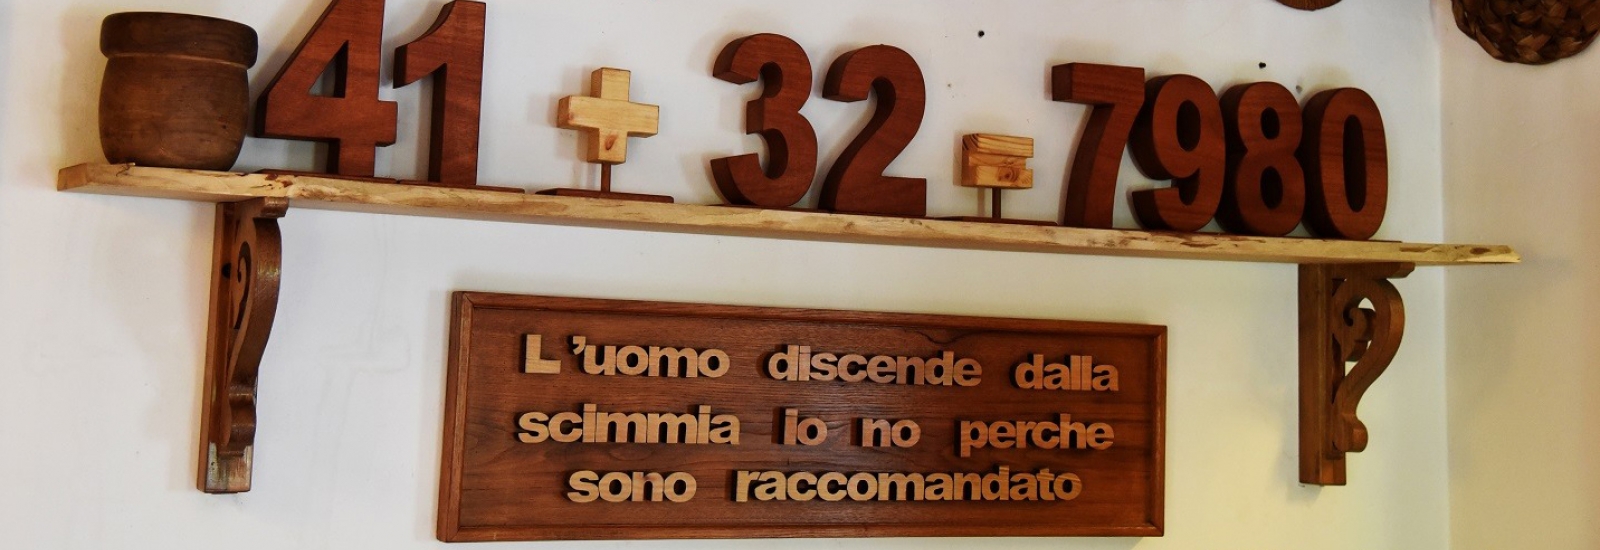 41 + 32 = 7980
L'uomo discende dalla
scimmia io no perche
sono raccomandato